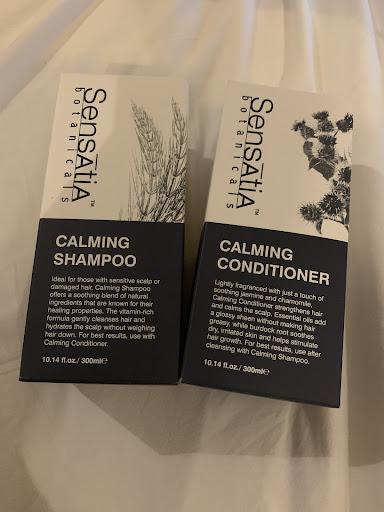 SensĀtiA™
botanicals
CALMING
SHAMPOO
Ideal for those with sensitive scalp or
damaged hair, Calming Shampoo
offers a soothing blend of natural
ingredients that are known for their
healing properties. The vitamin-rich
formula gently cleanses hair and
hydrates the scalp without weighing
hair down. For best results, use with
Calming Conditioner.
10.14 fl.oz./ 300ml℮
SensĀtiA™
botanicals
CALMING
CONDITIONER
Lightly fragranced with just a touch of
soothing jasmine and chamomile,
Calming Conditioner strengthens hair
and calms the scalp. Essential oils add
a glossy sheen without making hair
greasy, while burdock root soothes
dry, irritated skin and helps stimulate
hair growth. For best results, use after
cleansing with Calming Shampoo.
10.14 fl.oz./ 300ml℮